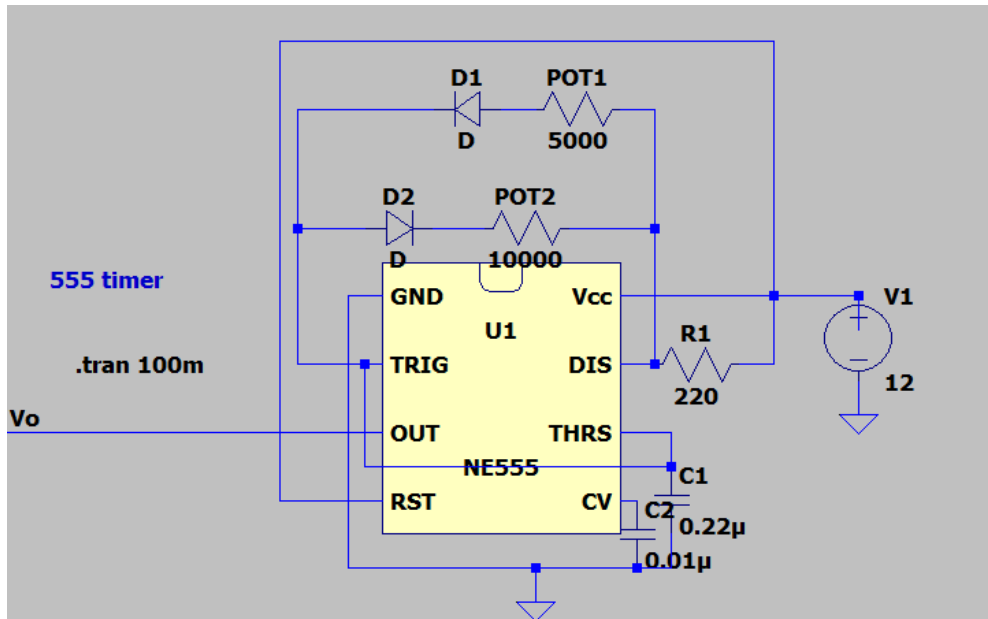 D1 POT1
D 5000
D2 POT2
D 10000
555 timer
GND Vcc V1
U1
R1
.tran 100m TRIG DIS
220 12
Vo
OUT THRS
NE555
C1
RST CV C2
0.22µ
0.01µ